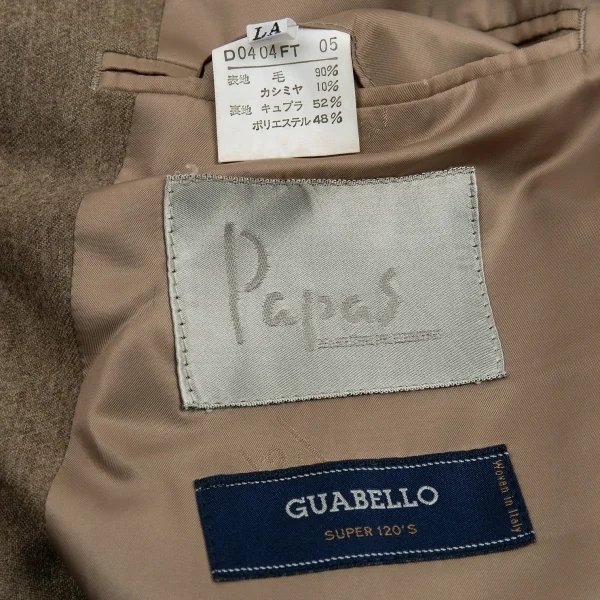 LA
D0404FT 05
表地 毛 90%
カシミヤ 10%
裏地 キュプラ 52%
ポリエステル 48%
Papas
GUABELLO
SUPER 120'S
Woven in Italy